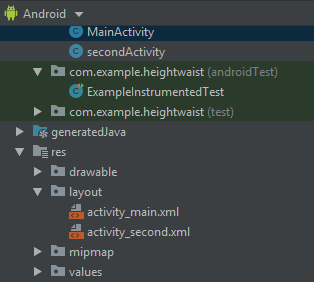 Android
MainActivity
secondActivity
com.example.heightwaist (androidTest)
ExampleInstrumentedTest
com.example.heightwaist (test)
generatedJava
res
drawable
layout
activity_main.xml
activity_second.xml
mipmap
values